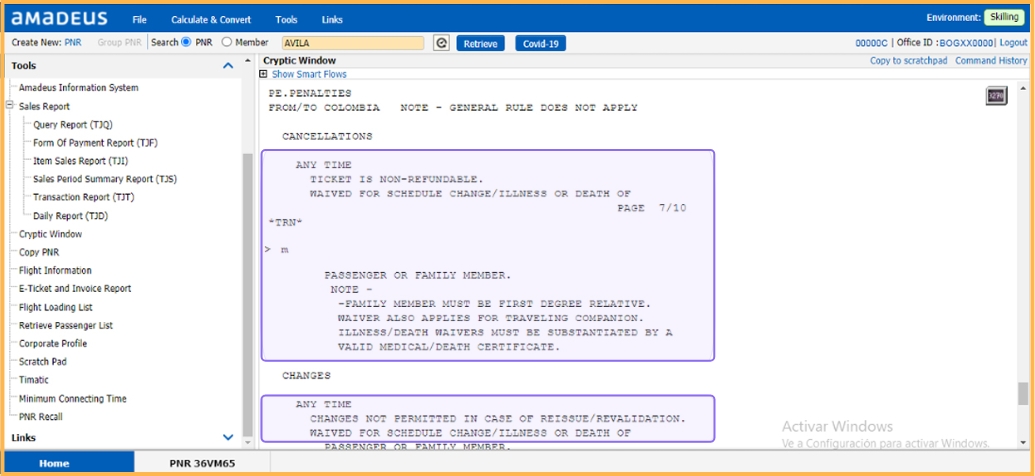 amadeus File Calculate & Convert Tools Links Environment: Skilling
Create New: PNR Group PNR Search PNR Member AVILA Retrieve Covid-19 00000C | Office ID :BOGXX0000| Logout
Tools
Amadeus Information System
Sales Report
Query Report (TJQ)
Form Of Payment Report (TJF)
Item Sales Report (TJI)
Sales Period Summary Report (TJS)
Transaction Report (TJT)
Daily Report (TJD)
Cryptic Window
Copy PNR
Flight Information
E-Ticket and Invoice Report
Flight Loading List
Retrieve Passenger List
Corporate Profile
Scratch Pad
Timatic
Minimum Connecting Time
PNR Recall
Links
Cryptic Window Copy to scratchpad Command History
Show Smart Flows
PE.PENALTIES
FROM/TO COLOMBIA NOTE - GENERAL RULE DOES NOT APPLY
CANCELLATIONS
ANY TIME
TICKET IS NON-REFUNDABLE.
WAIVED FOR SCHEDULE CHANGE/ILLNESS OR DEATH OF
PAGE 7/10
*TRN*
> m
PASSENGER OR FAMILY MEMBER.
NOTE -
-FAMILY MEMBER MUST BE FIRST DEGREE RELATIVE.
WAIVER ALSO APPLIES FOR TRAVELING COMPANION.
ILLNESS/DEATH WAIVERS MUST BE SUBSTANTIATED BY A
VALID MEDICAL/DEATH CERTIFICATE.
CHANGES
ANY TIME
CHANGES NOT PERMITTED IN CASE OF REISSUE/REVALIDATION.
WAIVED FOR SCHEDULE CHANGE/ILLNESS OR DEATH OF
PASSENGER OR FAMILY MEMBER.
X270
Activar Windows
Ve a Configuración para activar Windows.
Home PNR 36VM65